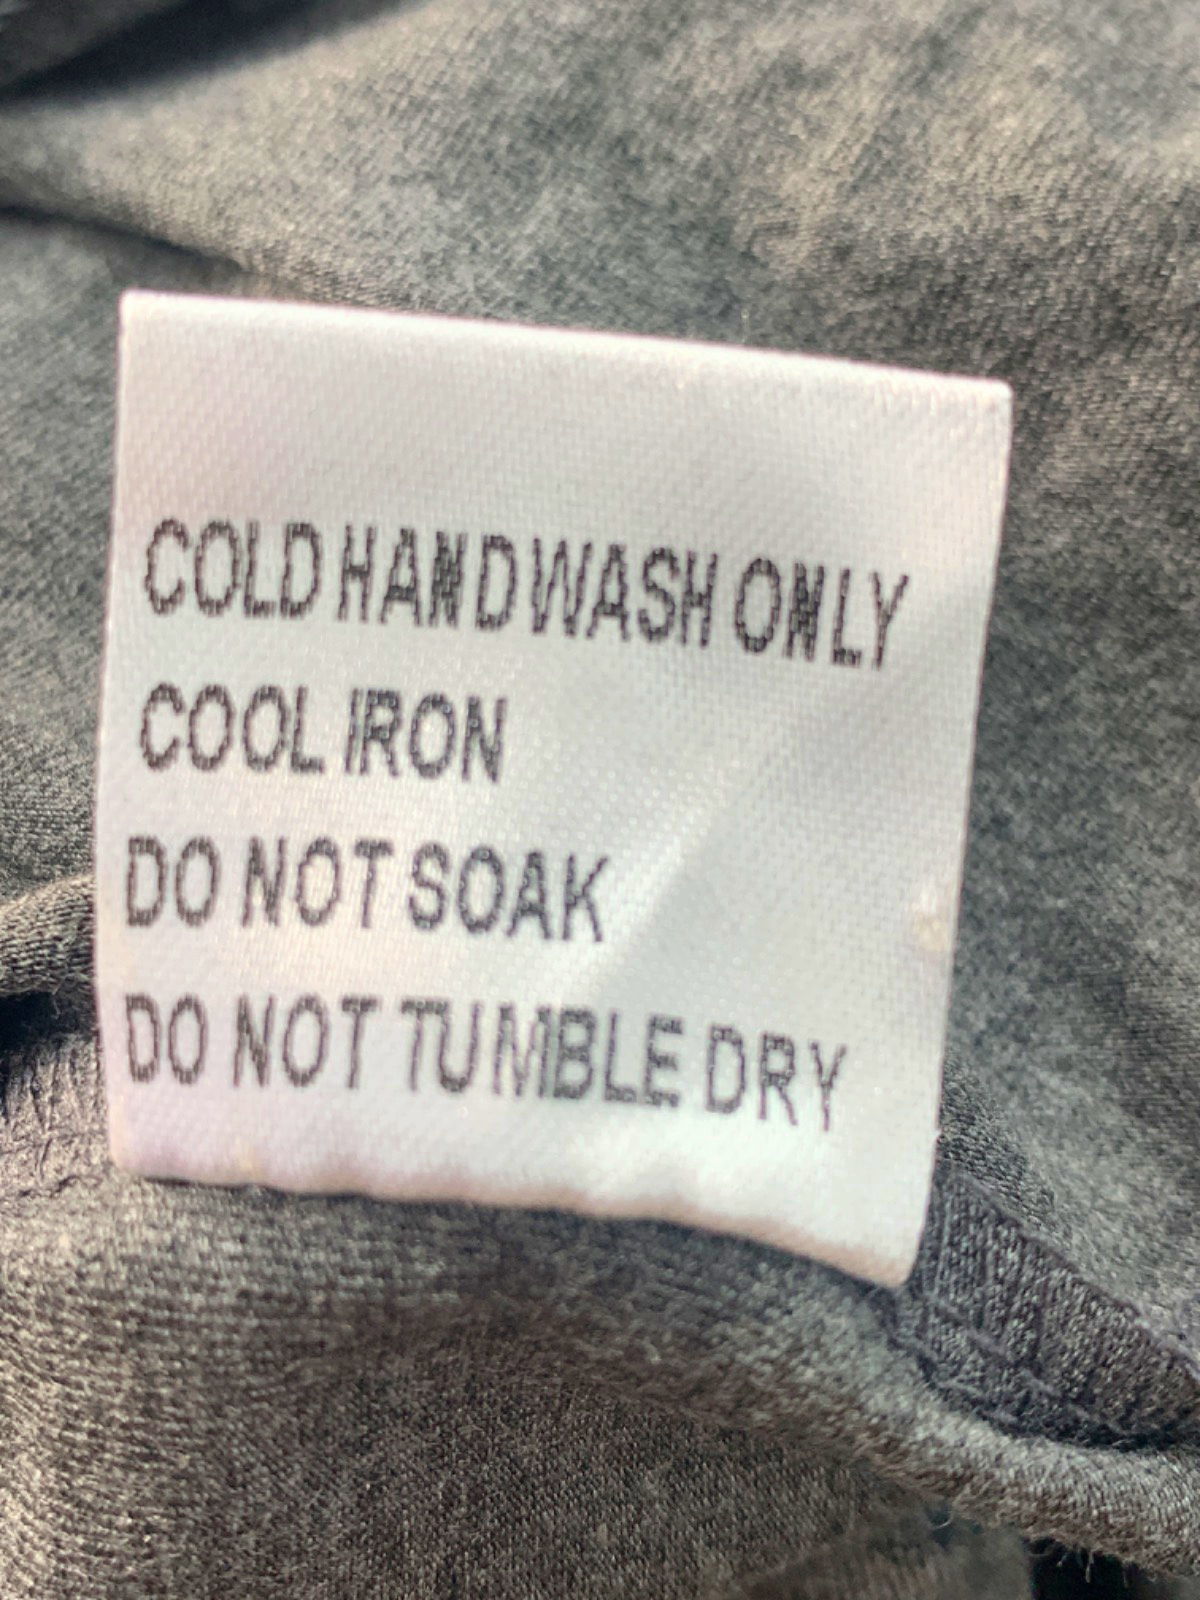 COLD HAND WASH ONLY
COOL IRON
DO NOT SOAK
DO NOT TUMBLE DRY